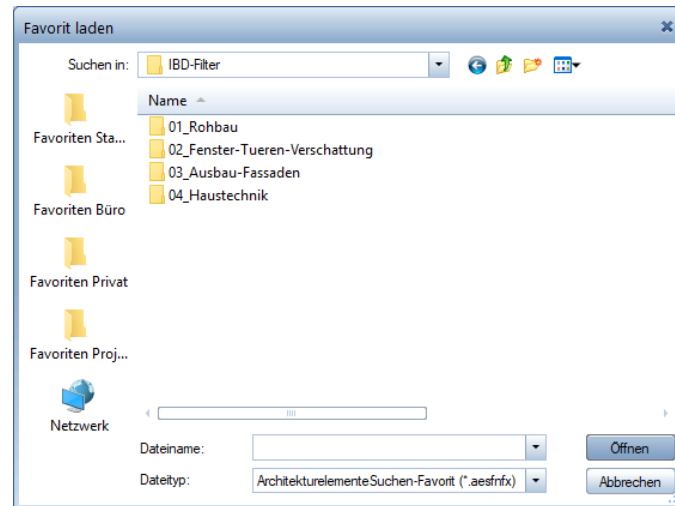 Favorit laden
Suchen in:
IBD-Filter
Name
Favoriten Sta...
Favoriten Büro
Favoriten Privat
Favoriten Proj...
Netzwerk
01_Rohbau
02_Fenster-Tueren-Verschattung
03_Ausbau-Fassaden
04_Haustechnik
Dateiname:
Öffnen
Dateityp:
ArchitekturelementeSuchen-Favorit (*.aesfnfx)
Abbrechen